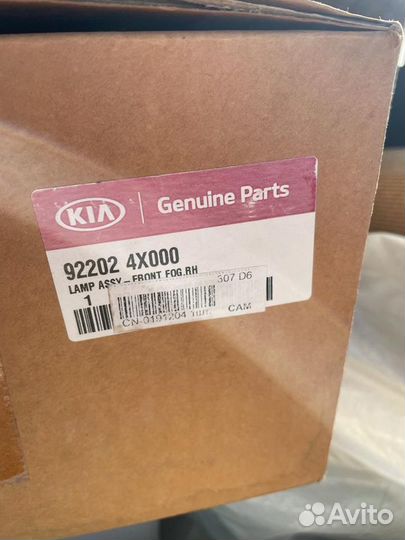 KIA Genuine Parts
92202 4X000
LAMP ASSY-FRONT FOG.RH
1 307 D6
CN-0191204 CAM
Avito